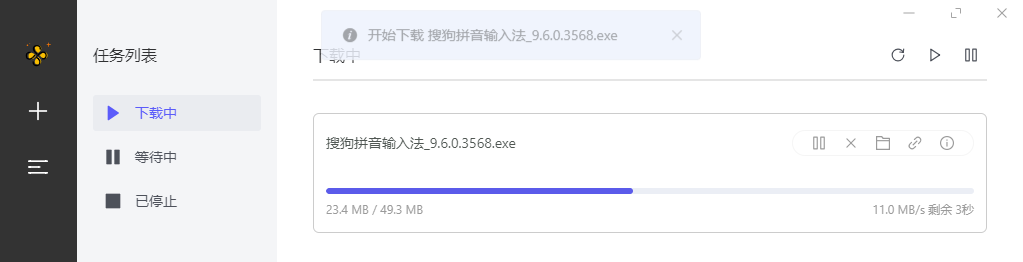 任务列表
下载中
等待中
已停止
开始下载 搜狗拼音输入法_9.6.0.3568.exe
下载中
搜狗拼音输入法_9.6.0.3568.exe
23.4 MB / 49.3 MB
11.0 MB/s 剩余 3秒